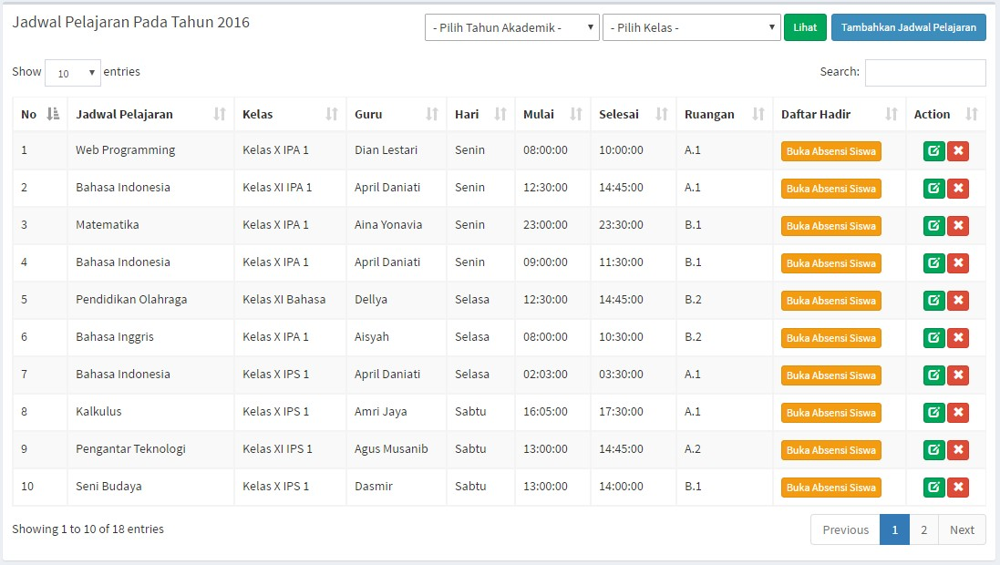 Jadwal Pelajaran Pada Tahun 2016 - Pilih Tahun Akademik - - Pilih Kelas - Lihat Tambahkan Jadwal Pelajaran
Show 10 entries Search:
No Jadwal Pelajaran Kelas Guru Hari Mulai Selesai Ruangan Daftar Hadir Action
1 Web Programming Kelas X IPA 1 Dian Lestari Senin 08:00:00 10:00:00 A.1 Buka Absensi Siswa
2 Bahasa Indonesia Kelas XI IPA 1 April Daniati Senin 12:30:00 14:45:00 A.1 Buka Absensi Siswa
3 Matematika Kelas X IPA 1 Aina Yonavia Senin 23:00:00 23:30:00 B.1 Buka Absensi Siswa
4 Bahasa Indonesia Kelas X IPA 1 April Daniati Senin 09:00:00 11:30:00 B.1 Buka Absensi Siswa
5 Pendidikan Olahraga Kelas XI Bahasa Dellya Selasa 12:30:00 14:45:00 B.2 Buka Absensi Siswa
6 Bahasa Inggris Kelas X IPA 1 Aisyah Selasa 08:00:00 10:30:00 B.2 Buka Absensi Siswa
7 Bahasa Indonesia Kelas X IPS 1 April Daniati Selasa 02:03:00 03:30:00 A.1 Buka Absensi Siswa
8 Kalkulus Kelas X IPS 1 Amri Jaya Sabtu 16:05:00 17:30:00 A.1 Buka Absensi Siswa
9 Pengantar Teknologi Kelas XI IPS 1 Agus Musanib Sabtu 13:00:00 14:45:00 A.2 Buka Absensi Siswa
10 Seni Budaya Kelas X IPS 1 Dasmir Sabtu 13:00:00 14:00:00 B.1 Buka Absensi Siswa
Showing 1 to 10 of 18 entries Previous 1 2 Next